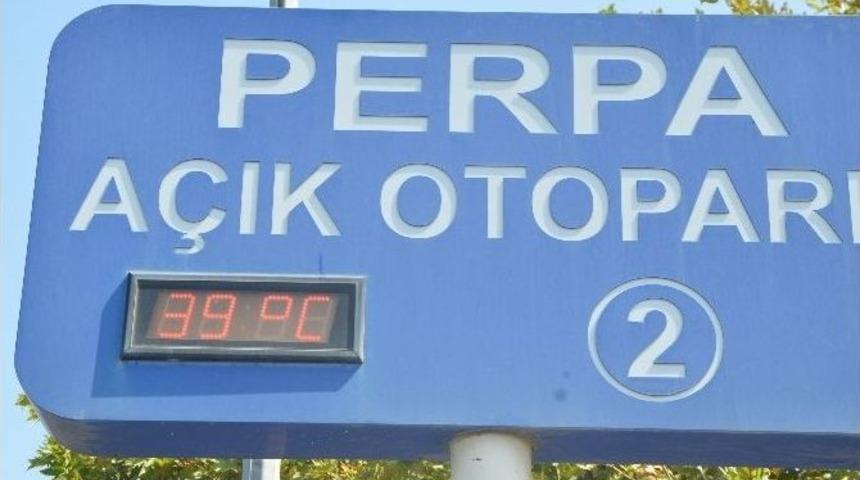 PERPA
AÇIK OTOPAR
39 °C
2